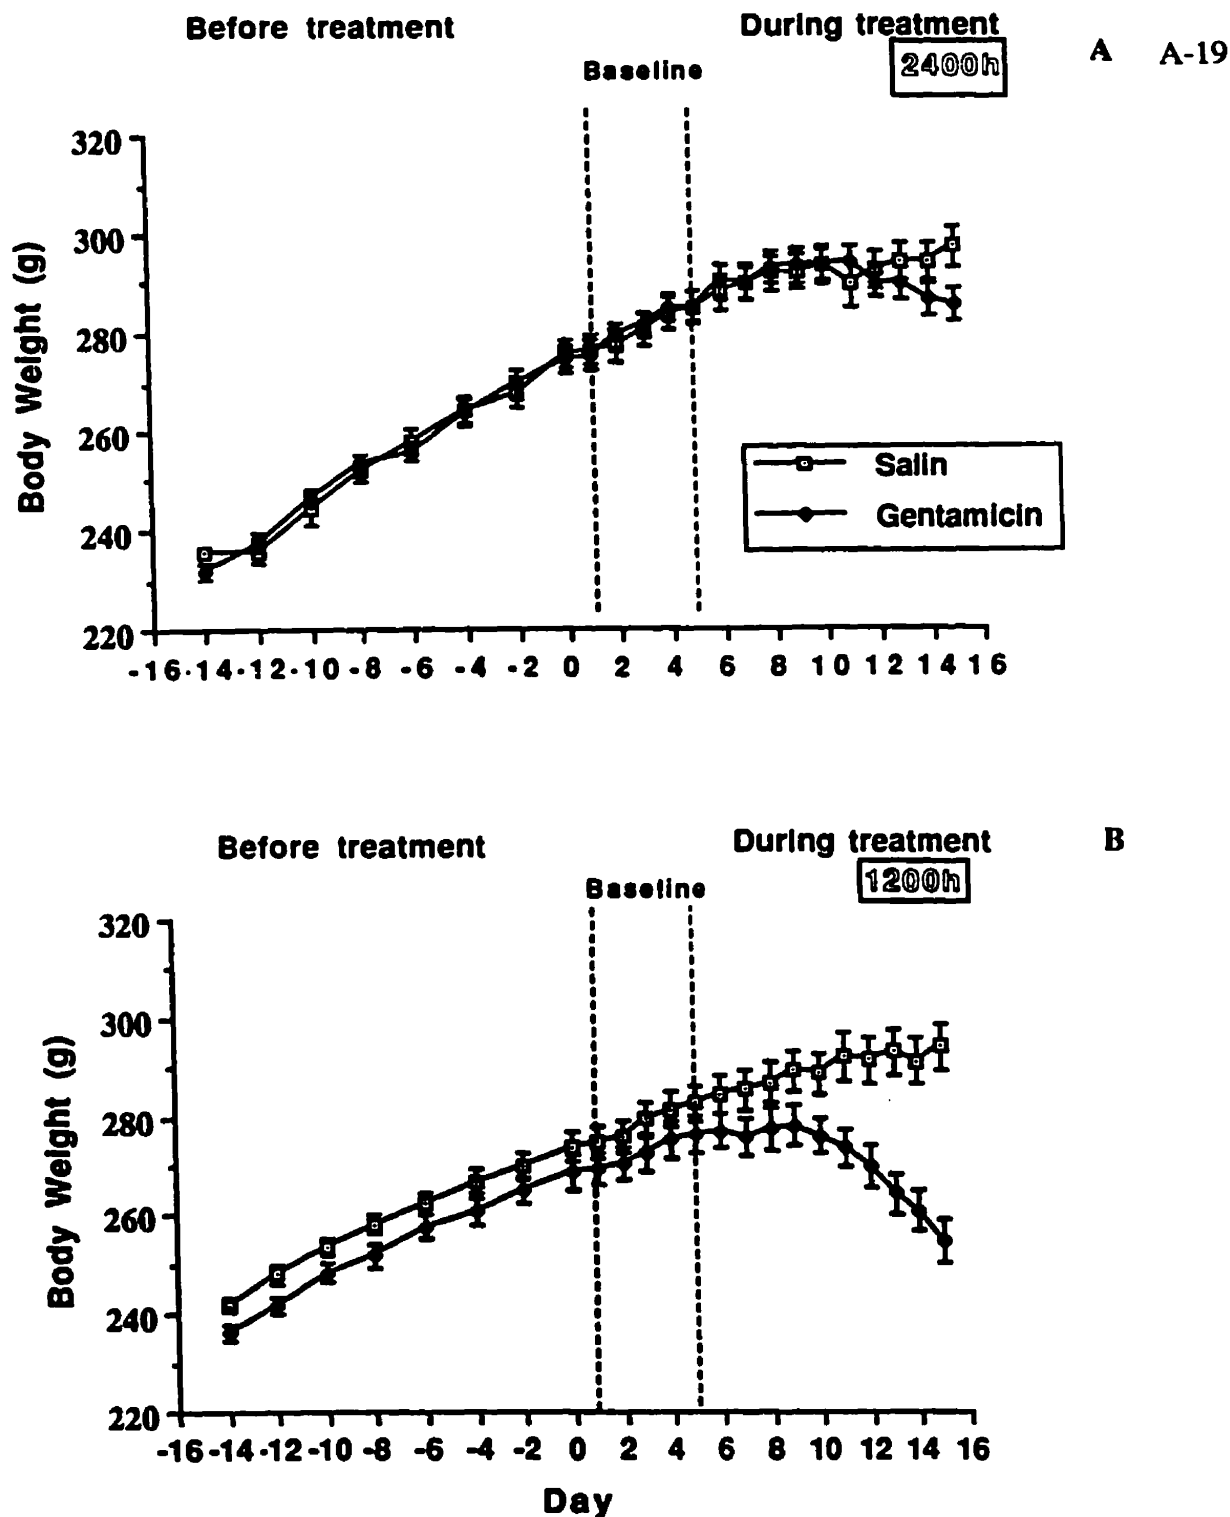 Before treatment
During treatment
2400h
A A-19
Baseline
320
300
280
260
240
220
Body Weight (g)
Salin
Gentamicin
-16 -14 -12 -10 -8 -6 -4 -2 0 2 4 6 8 10 12 14 16
Before treatment
During treatment
B
1200h
Baseline
320
300
280
260
240
220
Body Weight (g)
-16 -14 -12 -10 -8 -6 -4 -2 0 2 4 6 8 10 12 14 16
Day